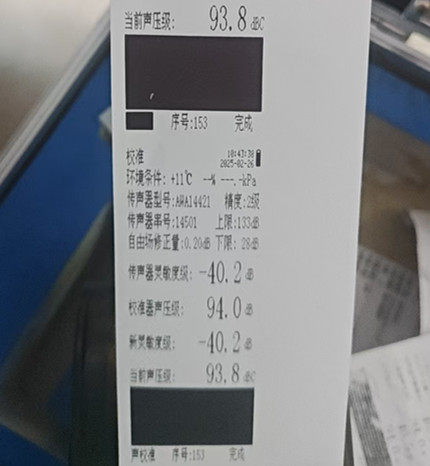 当前声压级: 93.8 dBC
序号:153 完成
校准 10:43:38
2025-02-26
环境条件: +11℃ --% ---.-kPa
传声器型号:AWA14421 精度:2级
传声器串号:14501 上限:133dB
自由场修正量:0.20dB 下限: 28dB
传声器灵敏度级: -40.2 dB
校准器声压级: 94.0 dB
新灵敏度级: -40.2 dB
当前声压级: 93.8 dBC
声校准 序号:153 完成